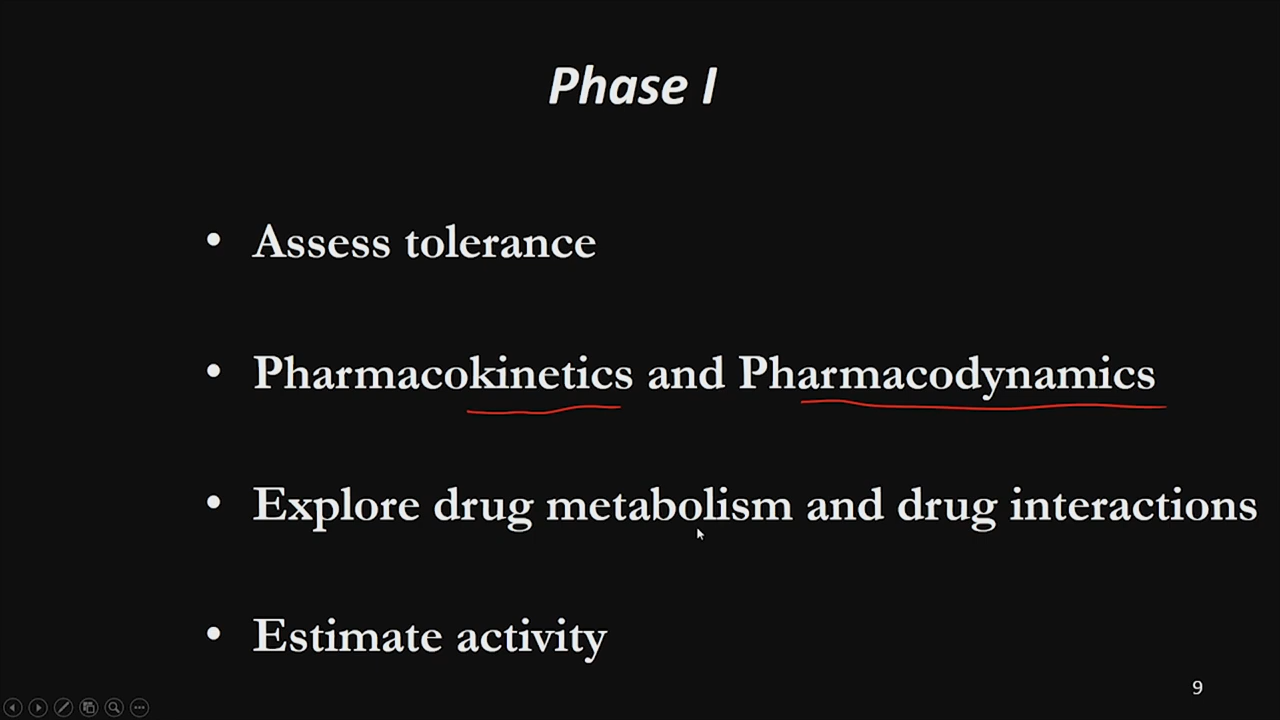 Phase I
• Assess tolerance
• Pharmacokinetics and Pharmacodynamics
• Explore drug metabolism and drug interactions
• Estimate activity
9